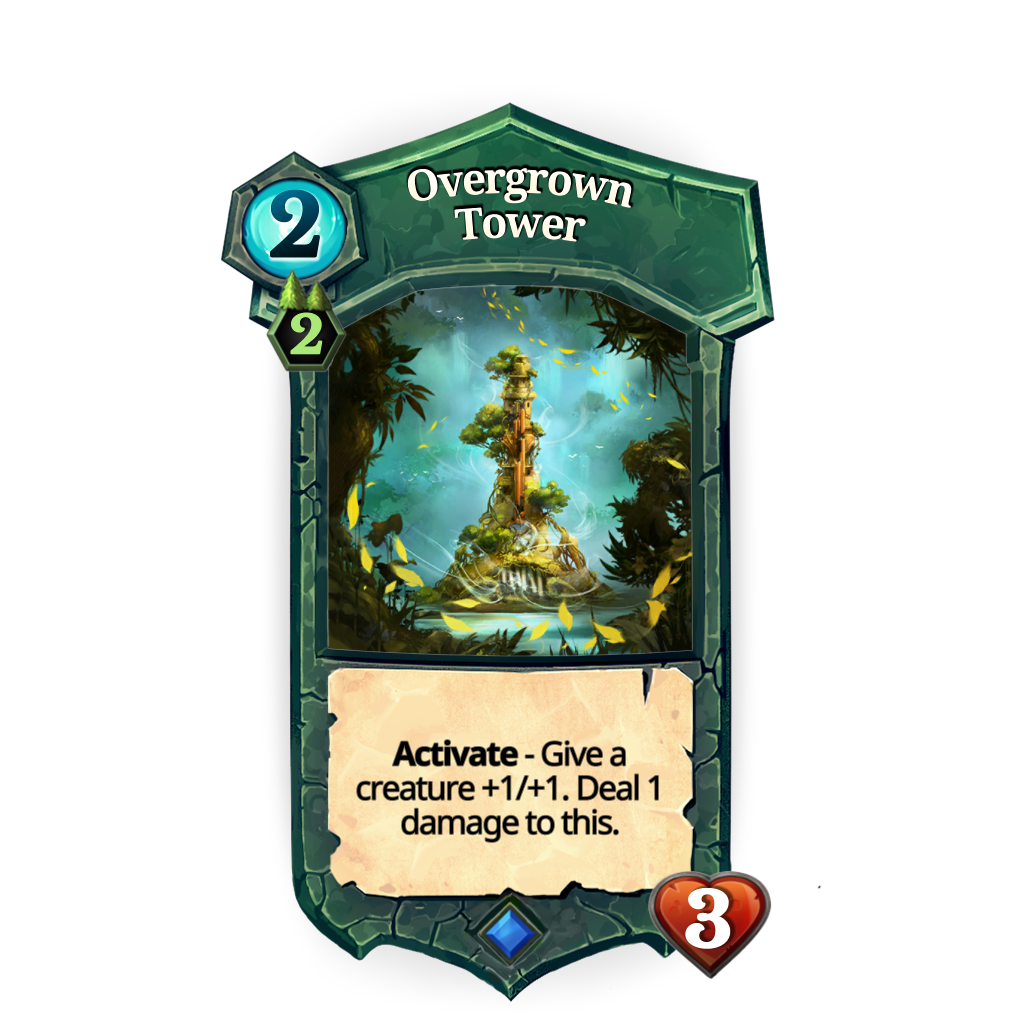 Overgrown
Tower
2
2
Activate - Give a
creature +1/+1. Deal 1
damage to this.
3